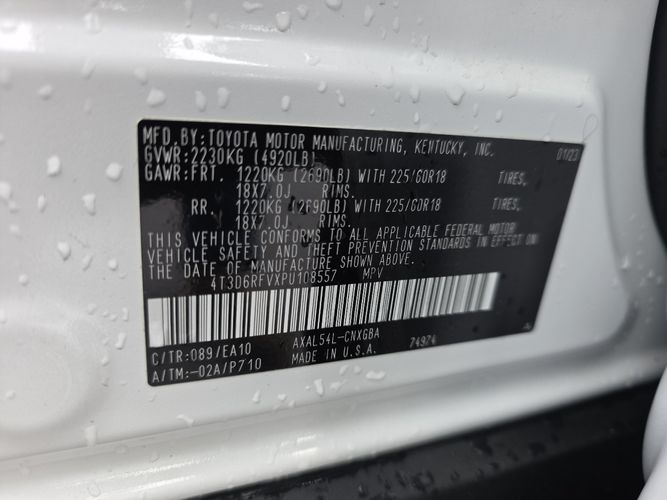 MFD.BY:TOYOTA MOTOR MANUFACTURING, KENTUCKY, INC. 01/23
GVWR:2230KG (4920LB)
GAWR:FRT. 1220KG (2690LB) WITH 225/60R18 TIRES,
18X7.0J RIMS.
RR. 1220KG (2690LB) WITH 225/60R18 TIRES,
18X7.0J RIMS.
THIS VEHICLE CONFORMS TO ALL APPLICABLE FEDERAL MOTOR
VEHICLE SAFETY AND THEFT PREVENTION STANDARDS IN EFFECT ON
THE DATE OF MANUFACTURE SHOWN ABOVE.
4T3D6RFVXPU108557 MPV
C/TR:089/EA10 AXAL54L-CNXGBA 74974
A/TM:-02A/P710 MADE IN U.S.A.